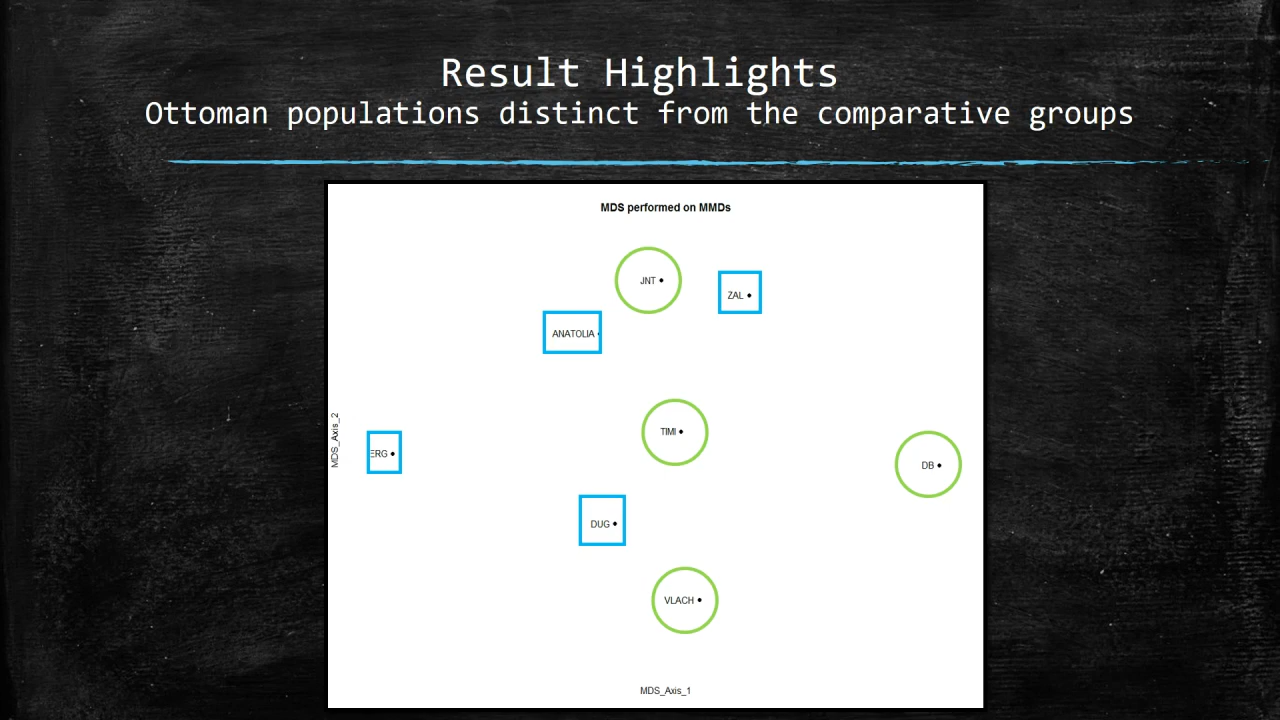 Result Highlights
Ottoman populations distinct from the comparative groups
MDS performed on MMDs
JNT
ZAL
ANATOLIA
MDS_Axis_2
TIMI
ERG
DB
DUG
VLACH
MDS_Axis_1